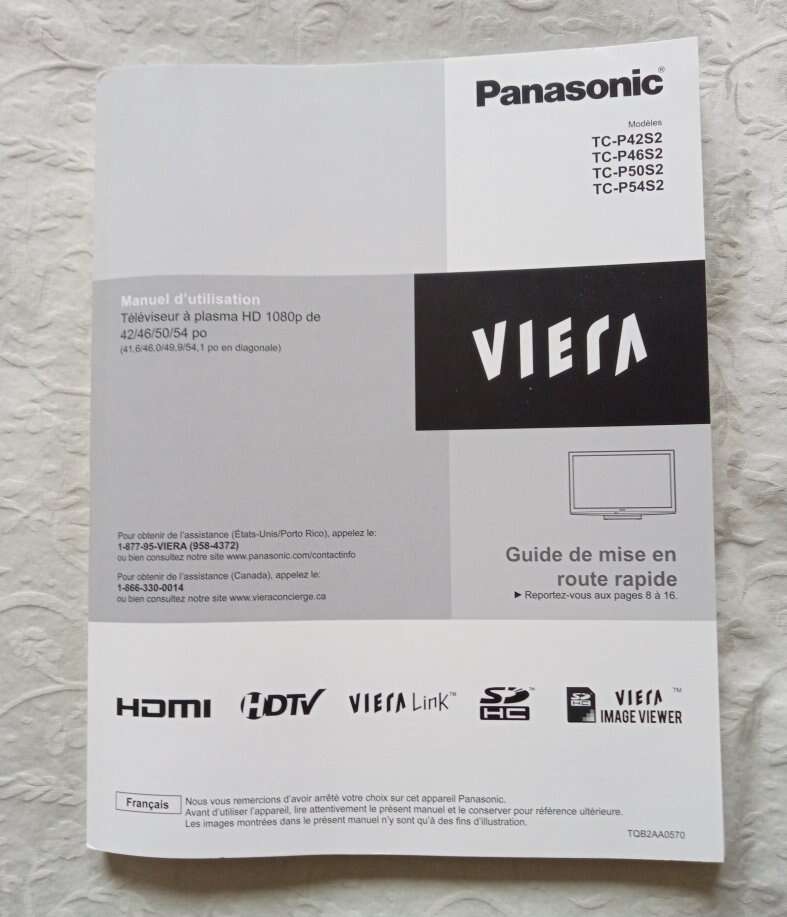 Panasonic®
Modèles
TC-P42S2
TC-P46S2
TC-P50S2
TC-P54S2
Manuel d'utilisation
Téléviseur à plasma HD 1080p de
42/46/50/54 po
(41,6/46,0/49,9/54,1 po en diagonale)
VIERA
Pour obtenir de l'assistance (États-Unis/Porto Rico), appelez le:
1-877-95-VIERA (958-4372)
ou bien consultez notre site www.panasonic.com/contactinfo
Pour obtenir de l'assistance (Canada), appelez le:
1-866-330-0014
ou bien consultez notre site www.vieraconcierge.ca
Guide de mise en
route rapide
► Reportez-vous aux pages 8 à 16.
HDMI HDTV VIERA Link™ SD HC™ SD HC VIERA™
IMAGE VIEWER
Français
Nous vous remercions d'avoir arrêté votre choix sur cet appareil Panasonic.
Avant d'utiliser l'appareil, lire attentivement le présent manuel et le conserver pour référence ultérieure.
Les images montrées dans le présent manuel n'y sont qu'à des fins d'illustration.
TQB2AA0570